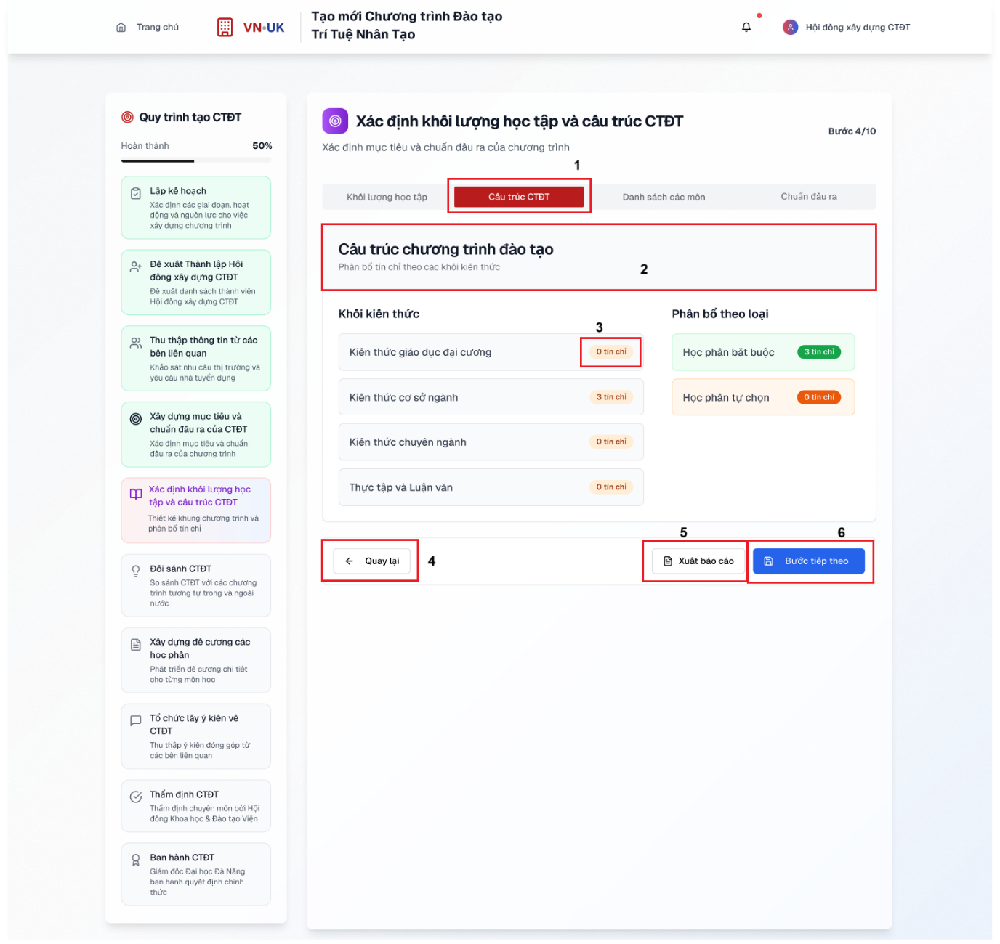 Trang chủ
VN-UK
Tạo mới Chương trình Đào tạo
Trí Tuệ Nhân Tạo
Hội đồng xây dựng CTĐT
Quy trình tạo CTĐT
Hoàn thành
50%
Lập kế hoạch
Xác định các giai đoạn, hoạt
động và nguồn lực cho việc
xây dựng chương trình
Đề xuất Thành lập Hội
đồng xây dựng CTĐT
Đề xuất danh sách thành viên
Hội đồng xây dựng CTĐT
Thu thập thông tin từ các
bên liên quan
Khảo sát nhu cầu thị trường và
yêu cầu nhà tuyển dụng
Xây dựng mục tiêu và
chuẩn đầu ra của CTĐT
Xác định mục tiêu và chuẩn
đầu ra của chương trình
Xác định khối lượng học
tập và cấu trúc CTĐT
Thiết kế khung chương trình và
phân bổ tín chỉ
Đối sánh CTĐT
So sánh CTĐT với các chương
trình tương tự trong và ngoài
nước
Xây dựng đề cương các
học phần
Phát triển đề cương chi tiết
cho từng môn học
Tổ chức lấy ý kiến về
CTĐT
Thu thập ý kiến đóng góp từ
các bên liên quan
Thẩm định CTĐT
Thẩm định chuyên môn bởi Hội
đồng Khoa học & Đào tạo Viện
Ban hành CTĐT
Giám đốc Đại học Đà Nẵng
ban hành quyết định chính
thức
Xác định khối lượng học tập và cấu trúc CTĐT
Bước 4/10
Xác định mục tiêu và chuẩn đầu ra của chương trình
1
Khối lượng học tập
Cấu trúc CTĐT
Danh sách các môn
Chuẩn đầu ra
Cấu trúc chương trình đào tạo
Phân bổ tín chỉ theo các khối kiến thức
2
Khối kiến thức
3
Kiến thức giáo dục đại cương
0 tín chỉ
Kiến thức cơ sở ngành
3 tín chỉ
Kiến thức chuyên ngành
0 tín chỉ
Thực tập và Luận văn
0 tín chỉ
Phân bổ theo loại
Học phần bắt buộc
3 tín chỉ
Học phần tự chọn
0 tín chỉ
Quay lại
4
5
Xuất báo cáo
6
Bước tiếp theo